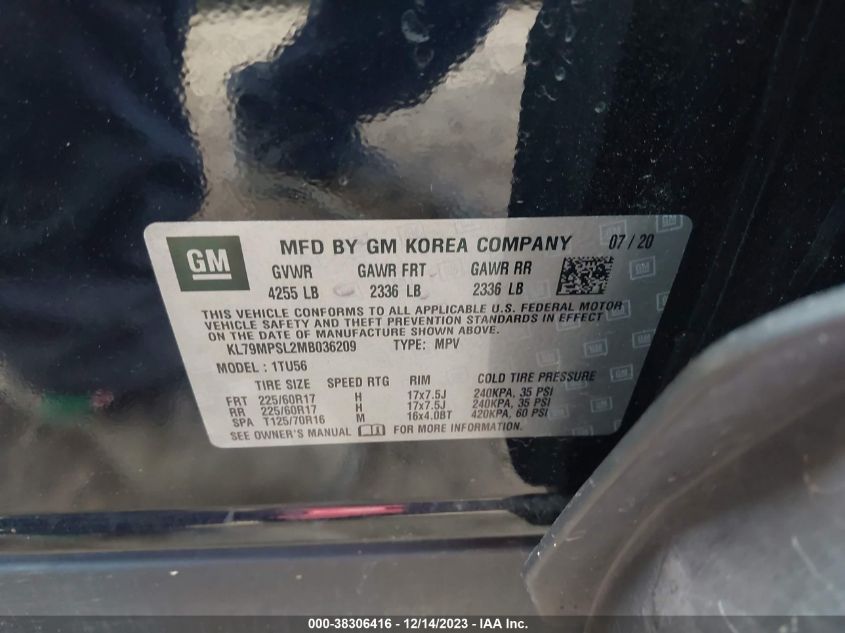 GM
MFD BY GM KOREA COMPANY 07/20
GVWR GAWR FRT GAWR RR
4255 LB 2336 LB 2336 LB
THIS VEHICLE CONFORMS TO ALL APPLICABLE U.S. FEDERAL MOTOR
VEHICLE SAFETY AND THEFT PREVENTION STANDARDS IN EFFECT
ON THE DATE OF MANUFACTURE SHOWN ABOVE.
KL79MPSL2MB036209 TYPE: MPV
MODEL : 1TU56
TIRE SIZE SPEED RTG RIM COLD TIRE PRESSURE
FRT 225/60R17 H 17x7.5J 240KPA, 35 PSI
RR 225/60R17 H 17x7.5J 240KPA, 35 PSI
SPA T125/70R16 M 16x4.0BT 420KPA, 60 PSI
SEE OWNER'S MANUAL FOR MORE INFORMATION.
000-38306416 - 12/14/2023 - IAA Inc.